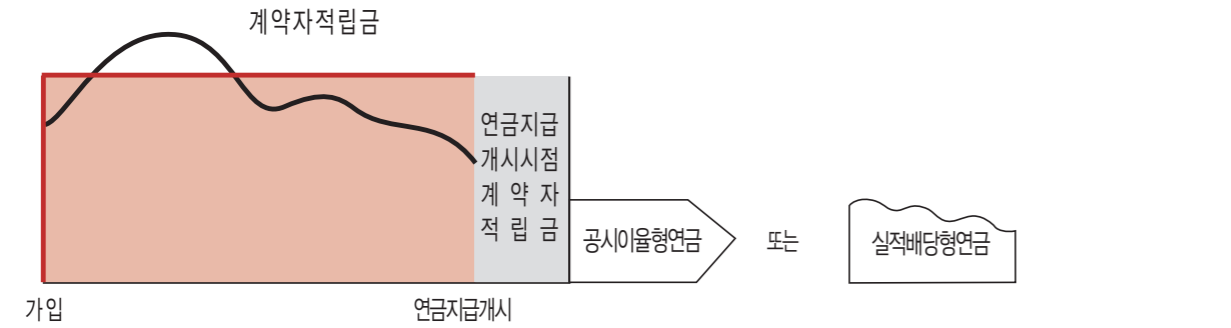 계약자적립금
연금지급
개시시점
계 약 자
적 립 금
공시이율형연금
또는
실적배당형연금
가입
연금지급개시